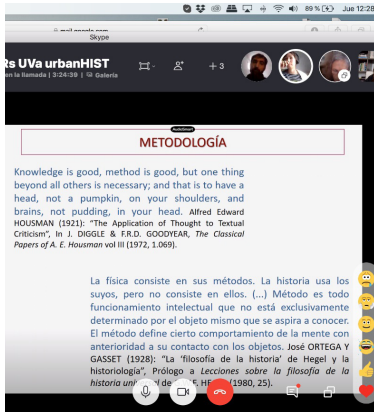 89 % Jue 12:28
Skype
Rs UVa urbanHIST
en la llamada | 3:24:39 | Galería
+3
AudioSmart
METODOLOGÍA
Knowledge is good, method is good, but one thing
beyond all others is necessary; and that is to have a
head, not a pumpkin, on your shoulders, and
brains, not pudding, in your head. Alfred Edward
HOUSMAN (1921): “The Application of Thought to Textual
Criticism”, In J. DIGGLE & F.R.D. GOODYEAR, The Classical
Papers of A. E. Housman vol III (1972, 1.069).
La física consiste en sus métodos. La historia usa los
suyos, pero no consiste en ellos. (...) Método es todo
funcionamiento intelectual que no está exclusivamente
determinado por el objeto mismo que se aspira a conocer.
El método define cierto comportamiento de la mente con
anterioridad a su contacto con los objetos. José ORTEGA Y
GASSET (1928): “La ‘filosofía de la historia’ de Hegel y la
historiología”, Prólogo a Lecciones sobre la filosofía de la
historia de (1980, 25).